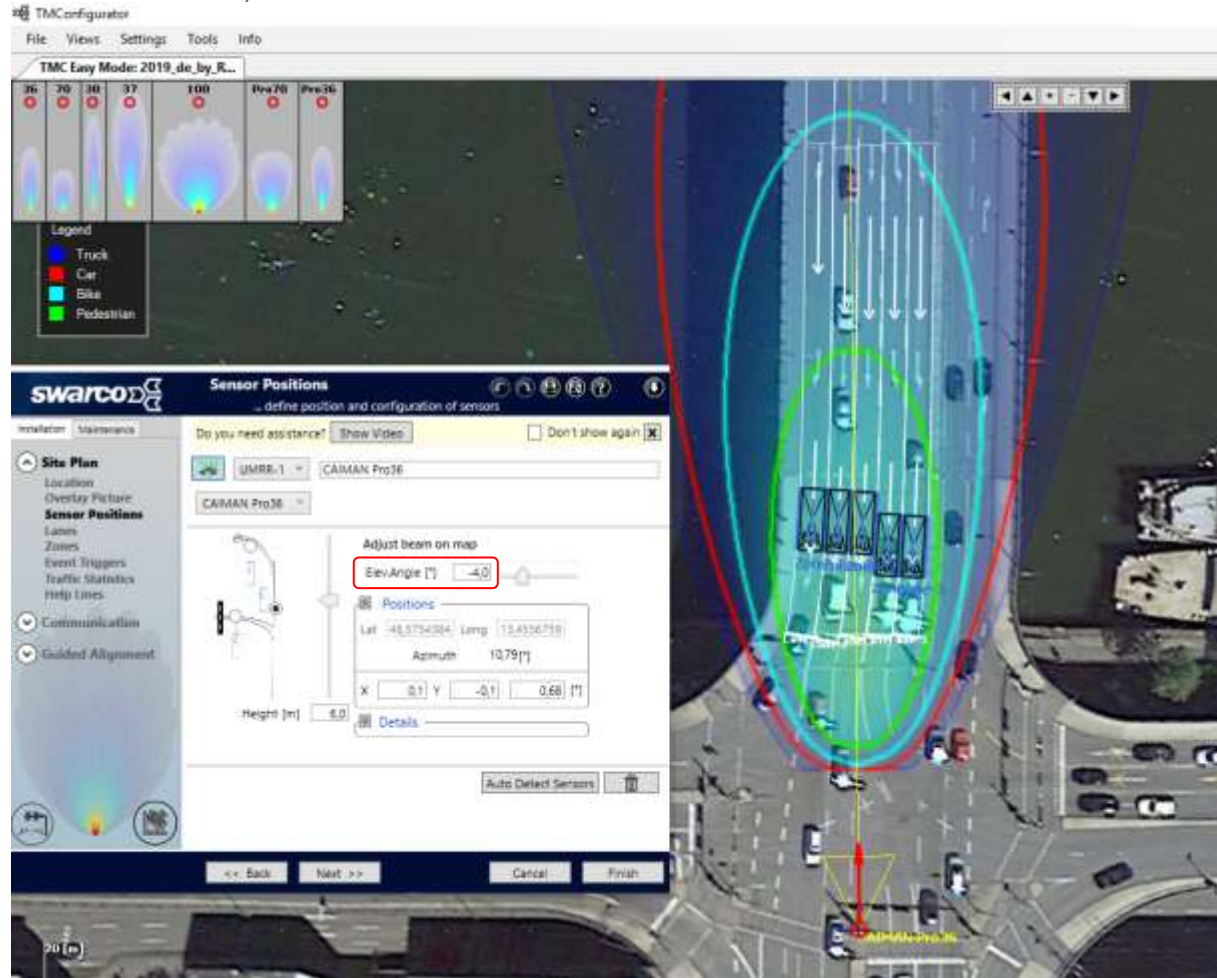 TMConfigurator
File Views Settings Tools Info
TMC Easy Mode: 2019_de_by_R...
36 70 30 37 100 Pro70 Pro36
Legend
Truck
Car
Bike
Pedestrian
swarco
Sensor Positions
... define position and configuration of sensors
Installation Maintenance
Do you need assistance? Show Video Don't show again
Site Plan
Location
Overlay Picture
Sensor Positions
Lanes
Zones
Event Triggers
Traffic Statistics
Help Lines
Communication
Guided Alignment
UMRR-1 CAIMAN Pro36
CAIMAN Pro36
Adjust beam on map
Elev.Angle [°] -4,0
Positions
Lat Long
Azimuth 10,79 [°]
X 0,1 Y -0,1 0,68 [°]
Height [m] 6,0
Details
Auto Detect Sensors
<< Back Next >> Cancel Finish
20 [m]
CAIMAN Pro36